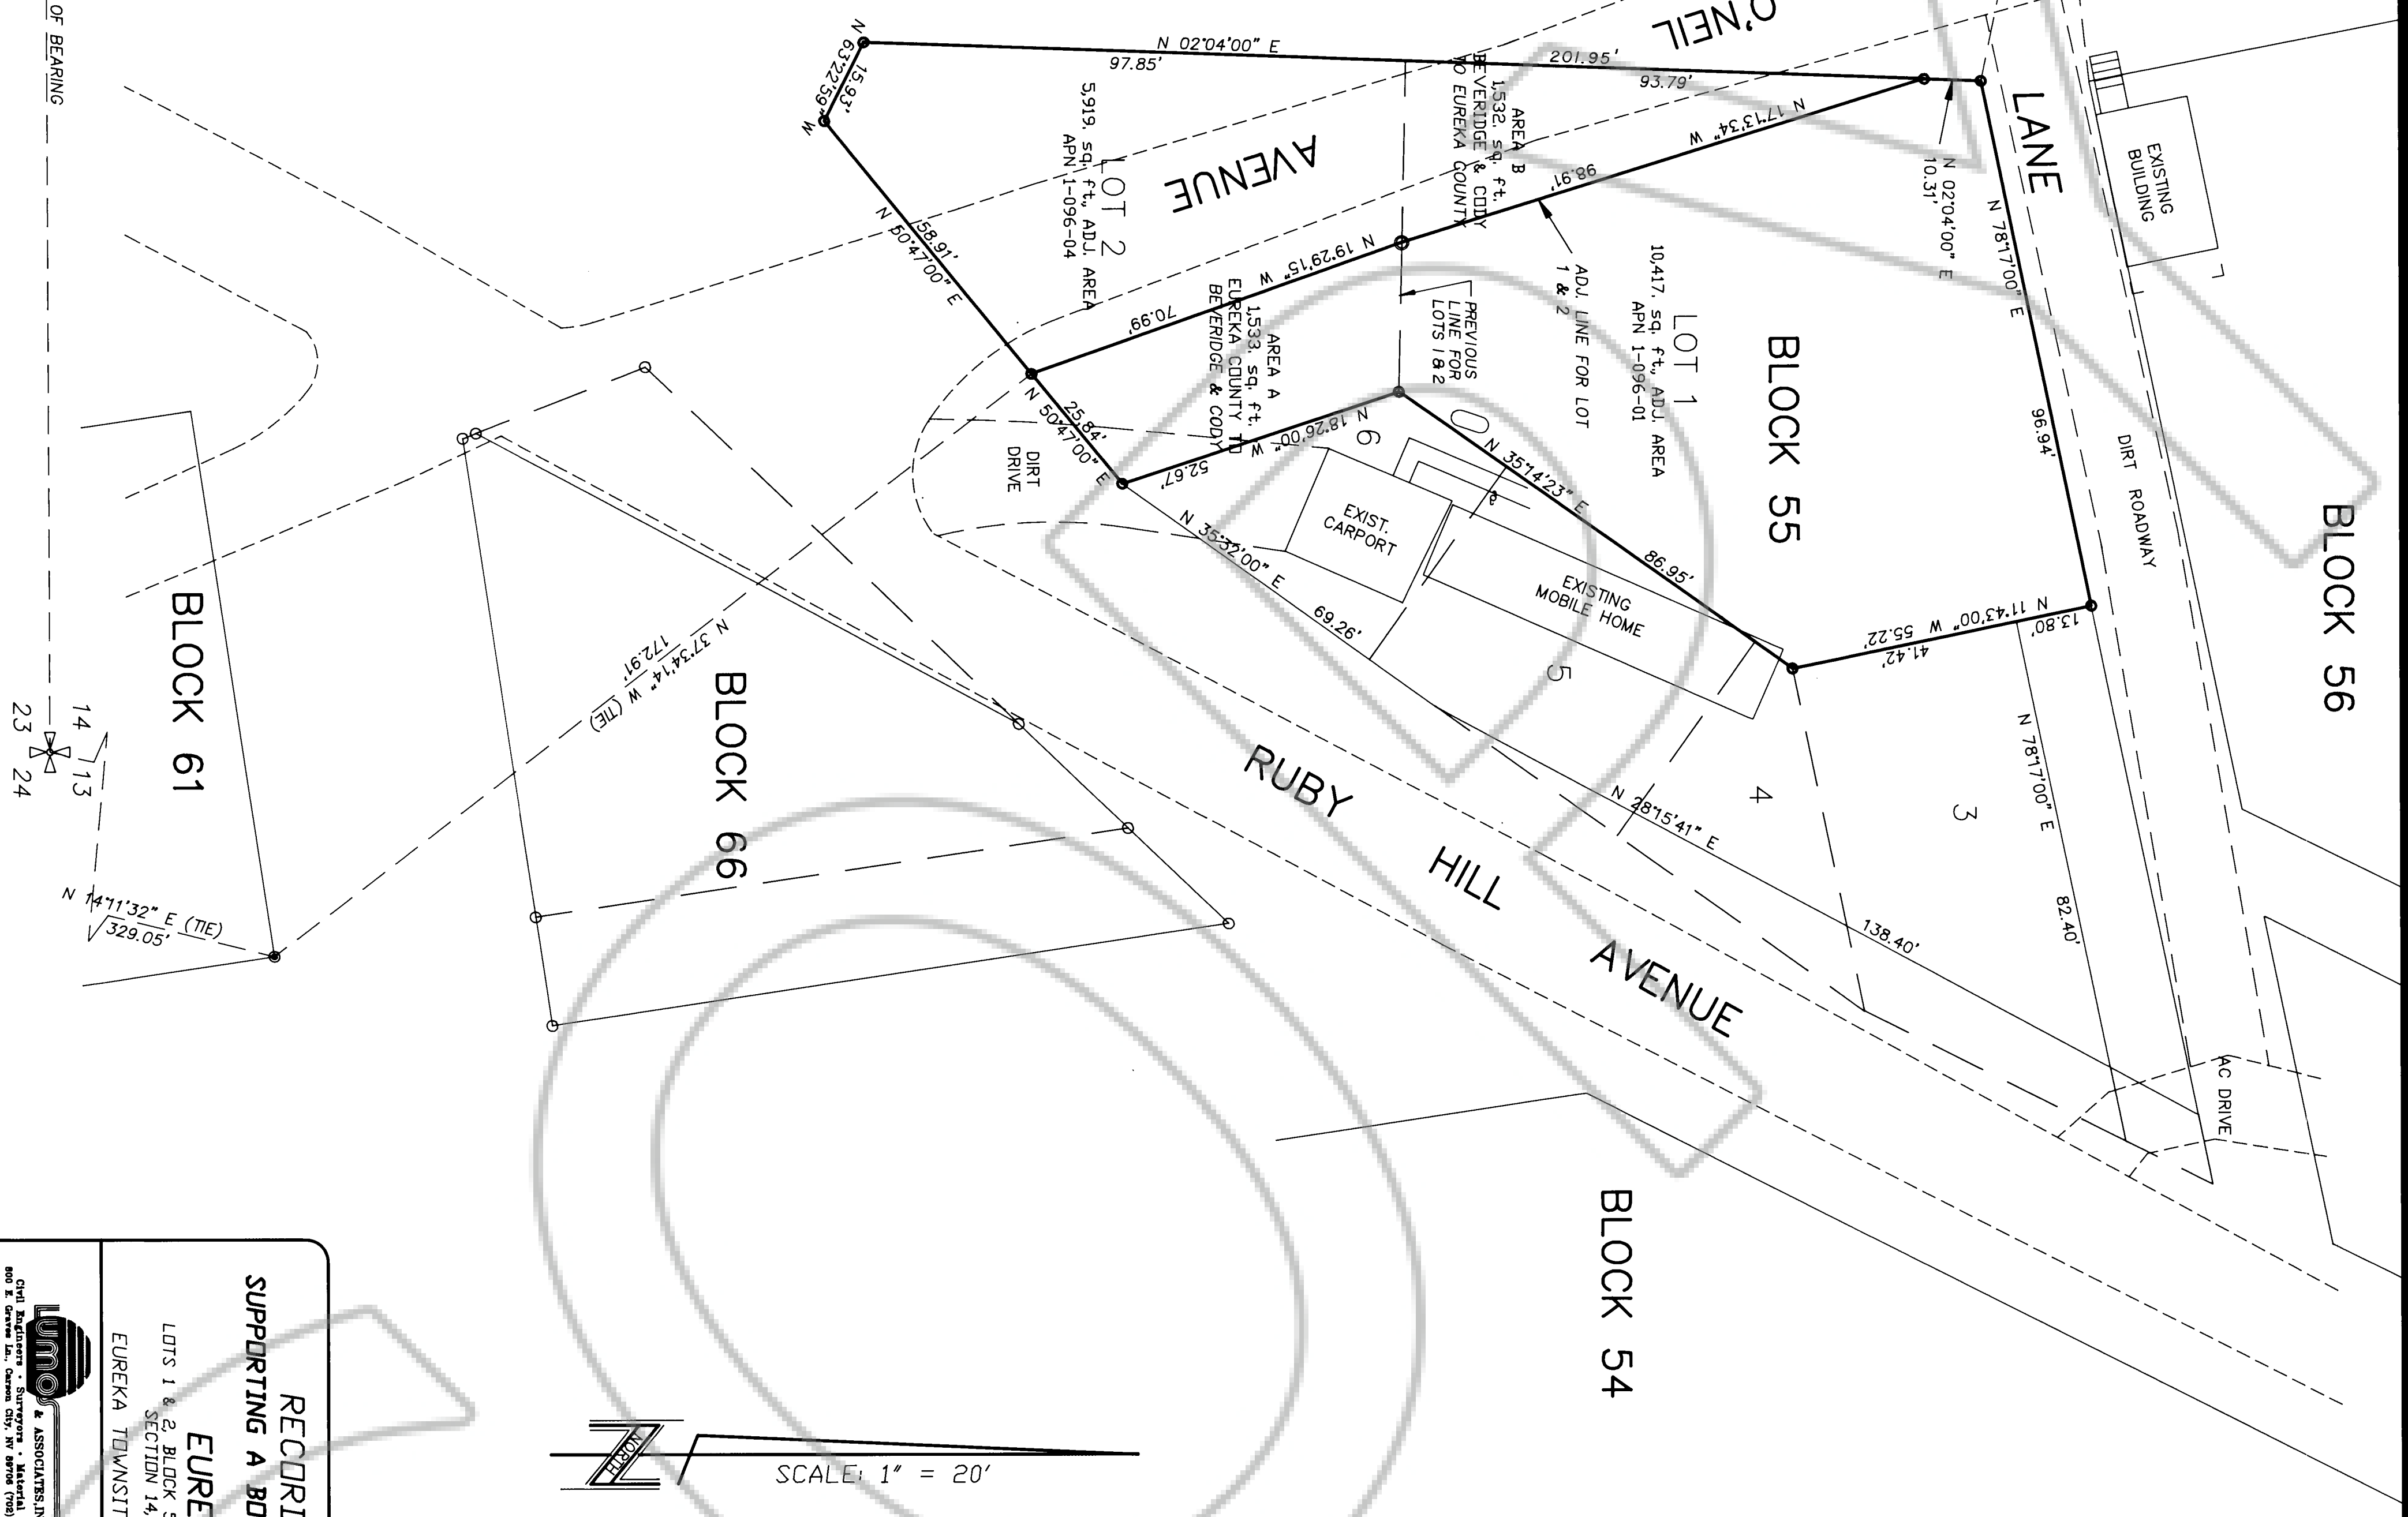 OF BEARING
N 63°22'59" W
15.93'
N 02°04'00" E
97.85'
201.95'
93.79'
O'NEIL
AVENUE
LANE
N 02°04'00" E
10.31'
EXISTING
BUILDING
N 78°17'00" E
96.94'
DIRT ROADWAY
BLOCK 56
AREA B
1,532. sq. ft.
BEVERIDGE & CODY
TO EUREKA COUNTY
N 17°13'34" W
98.91'
LOT 2
5,919. sq. ft., ADJ. AREA
APN 1-096-04
58.91'
N 50°47'00" E
N 19°29'15" W
70.99'
AREA A
1,533. sq. ft.
EUREKA COUNTY TO
BEVERIDGE & CODY
PREVIOUS
LINE FOR
LOTS 1 & 2
ADJ. LINE FOR LOT
1 & 2
LOT 1
10,417. sq. ft., ADJ. AREA
APN 1-096-01
BLOCK 55
25.84'
N 50°47'00" E
DIRT
DRIVE
N 18°26'00" W
52.67'
6
N 35°14'23" E
86.95'
EXIST.
CARPORT
EXISTING
MOBILE HOME
5
N 35°32'00" E
69.26'
N 11°43'00" W 55.22'
13.80'
41.42'
N 78°17'00" E
82.40'
4
3
N 28°15'41" E
138.40'
AC DRIVE
RUBY
HILL
AVENUE
BLOCK 54
BLOCK 61
BLOCK 66
N 37°34'14" W (TIE)
172.91'
14
13
23
24
N 14°11'32" E (TIE)
329.05'
NORTH
SCALE: 1" = 20'
SUPPORTING A
LOTS 1 & 2, BLOCK
SECTION 14,
EUREKA
Lumos
& ASSOCIATES,
Civil Engineers • Surveyors • Material
800 E. Graves Ln., Carson City, NV 89706 (702)